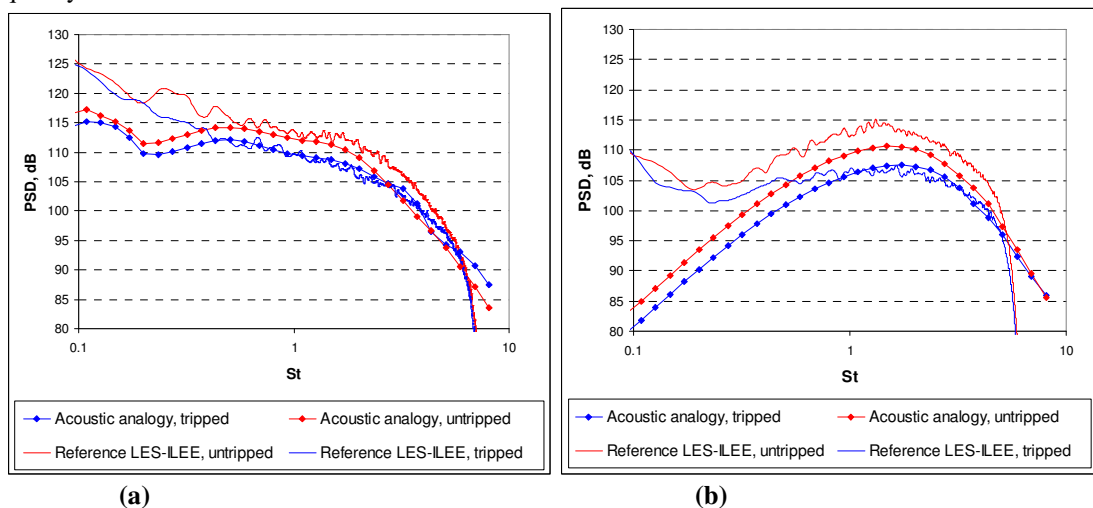 130
125
120
115
110
105
100
95
90
85
80
PSD, dB
0.1 1 10
St
Acoustic analogy, tripped Acoustic analogy, untripped
Reference LES-ILEE, untripped Reference LES-ILEE, tripped
(a)
130
125
120
115
110
105
100
95
90
85
80
PSD, dB
0.1 1 10
St
Acoustic analogy, tripped Acoustic analogy, untripped
Reference LES-ILEE, untripped Reference LES-ILEE, tripped
(b)